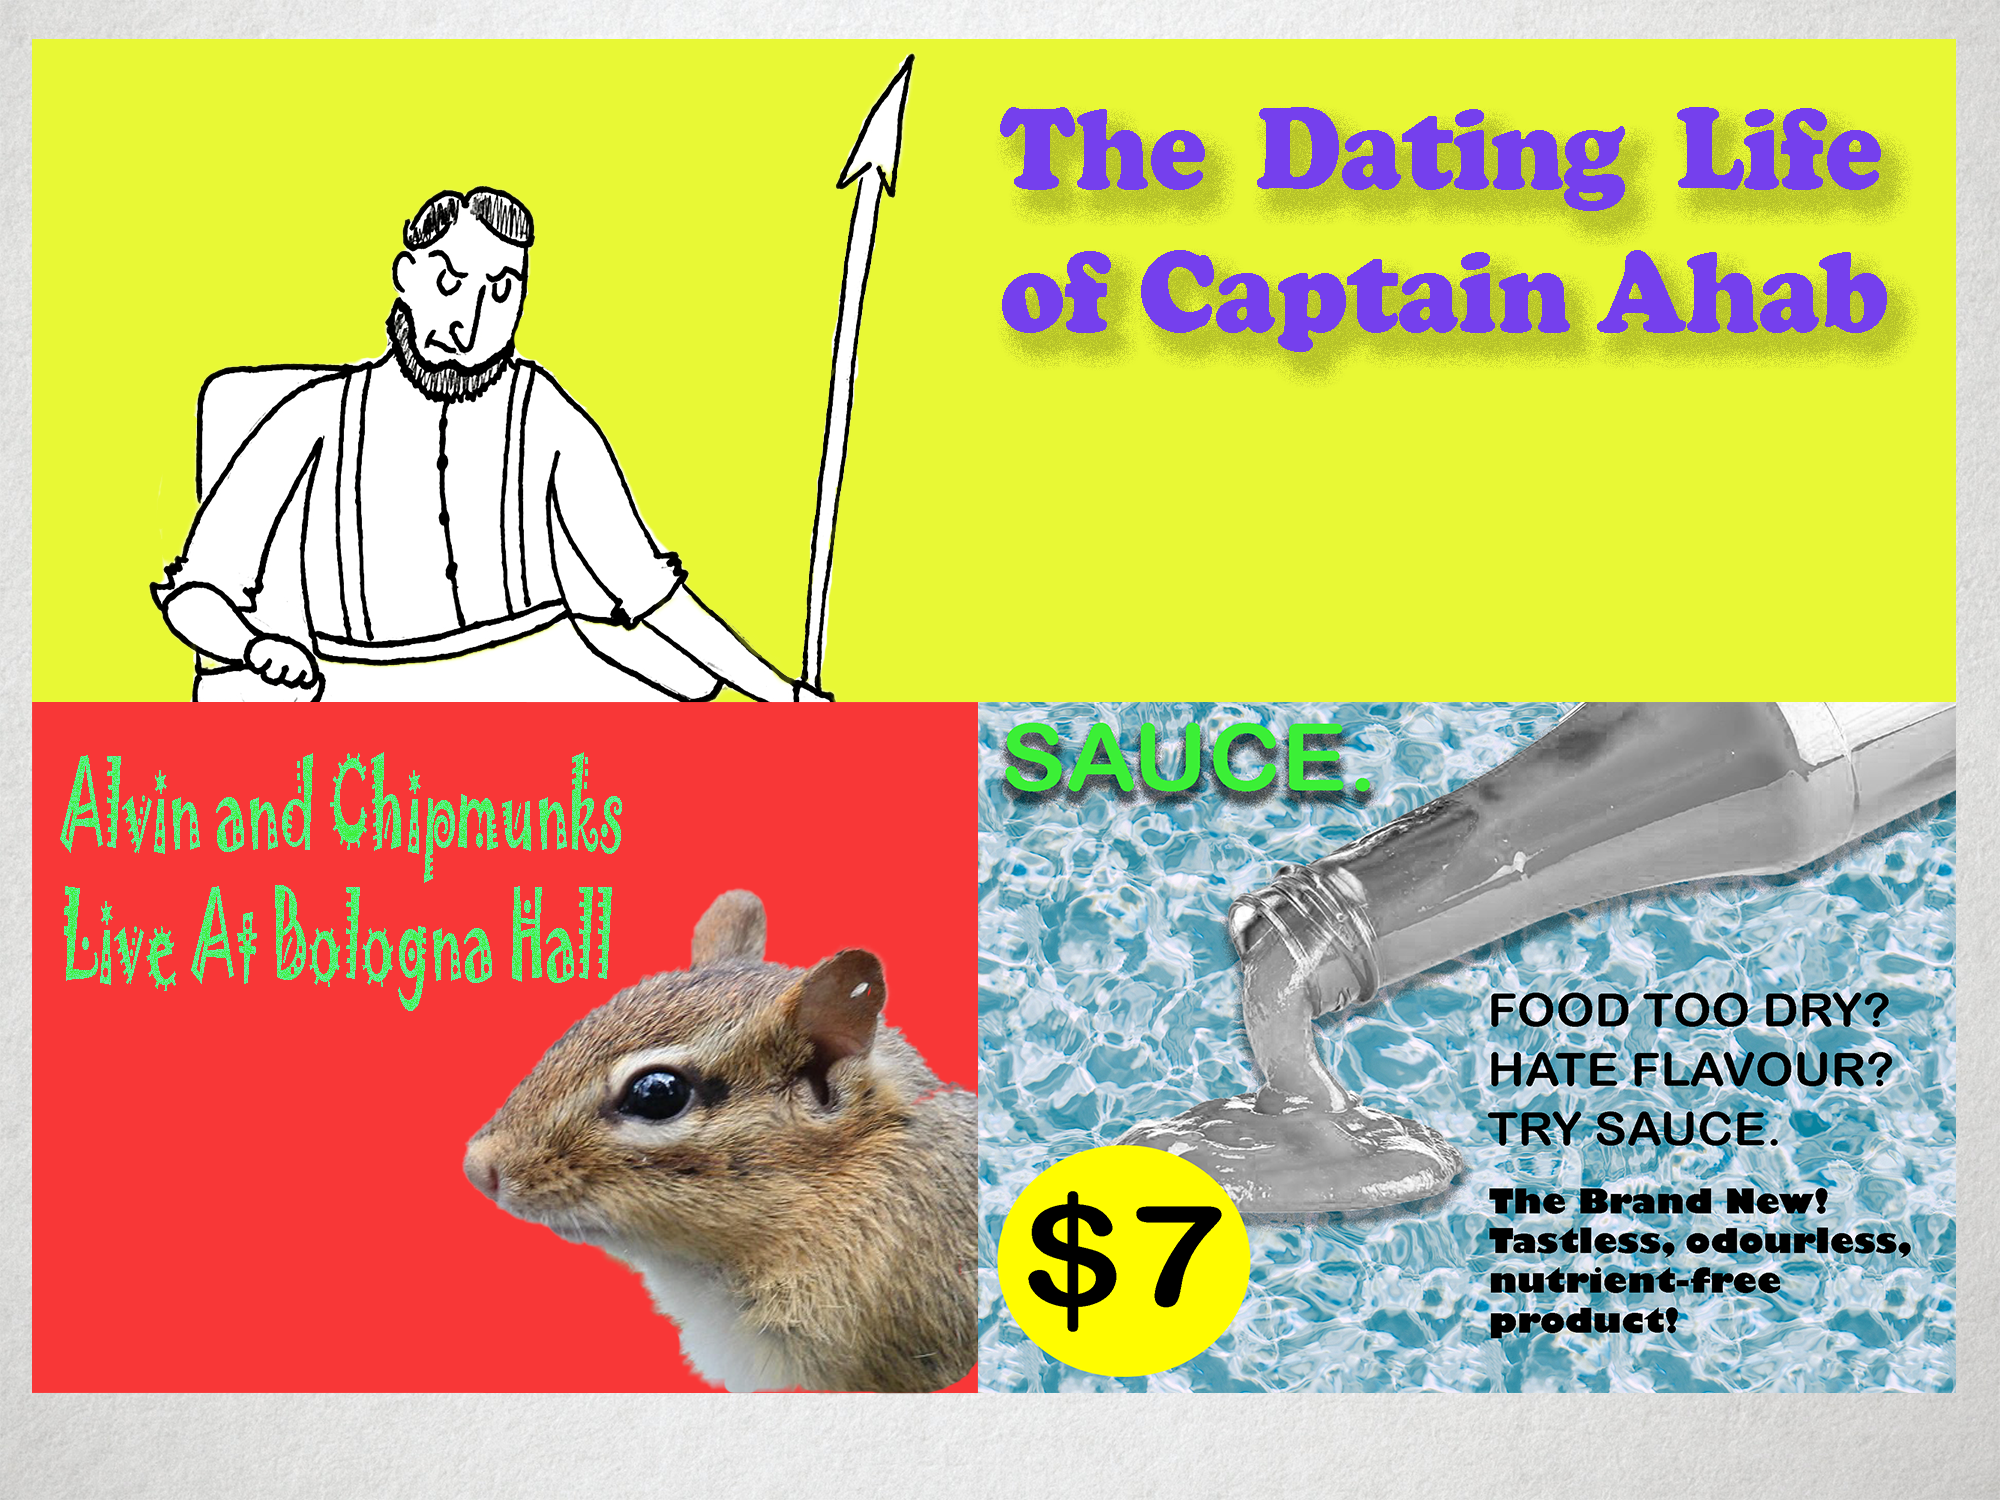 The Dating Life
of Captain Ahab
Alvin and Chipmunks
Live At Bologna Hall
SAUCE.
FOOD TOO DRY?
HATE FLAVOUR?
TRY SAUCE.
The Brand New!
Tastless, odourless,
nutrient-free
product!
$7